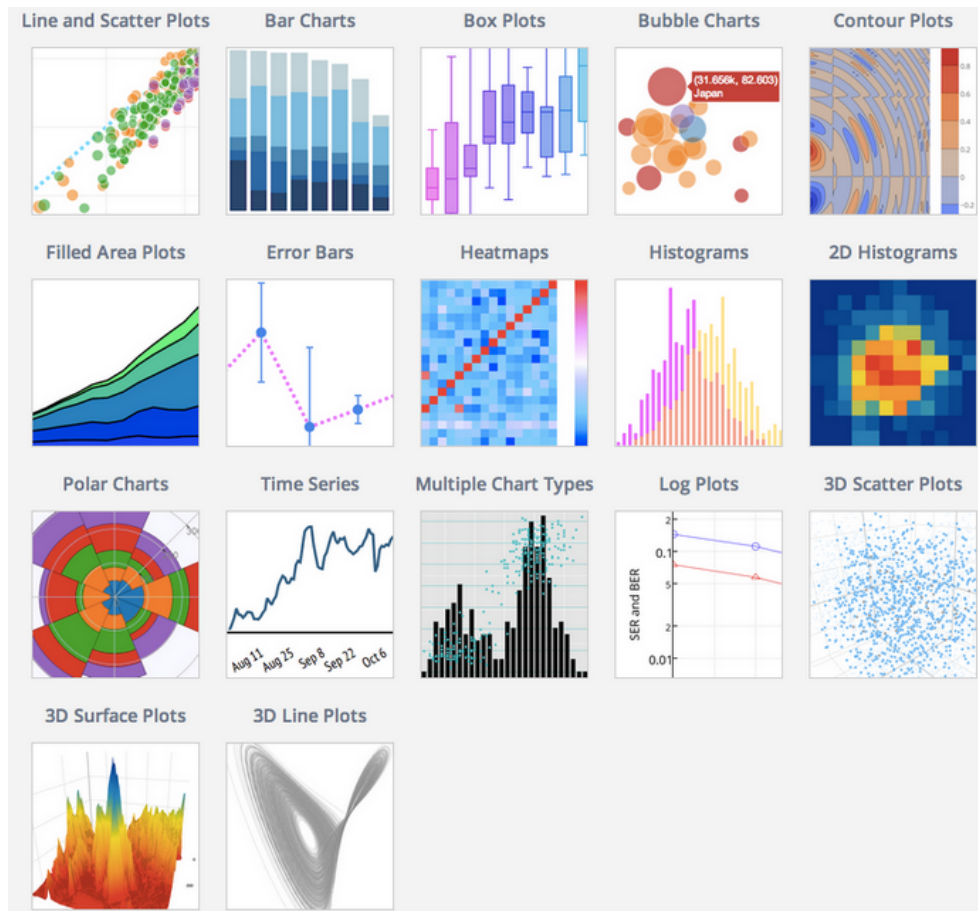 Line and Scatter Plots
Bar Charts
Box Plots
Bubble Charts
Contour Plots
(31.656k, 82.603)
Japan
0.8
0.6
0.4
0.2
0
-0.2
Filled Area Plots
Error Bars
Heatmaps
Histograms
2D Histograms
Polar Charts
Time Series
Multiple Chart Types
Log Plots
3D Scatter Plots
Aug 11
Aug 25
Sep 8
Sep 22
Oct 6
SER and BER
2
0.1
5
2
0.01
3D Surface Plots
3D Line Plots